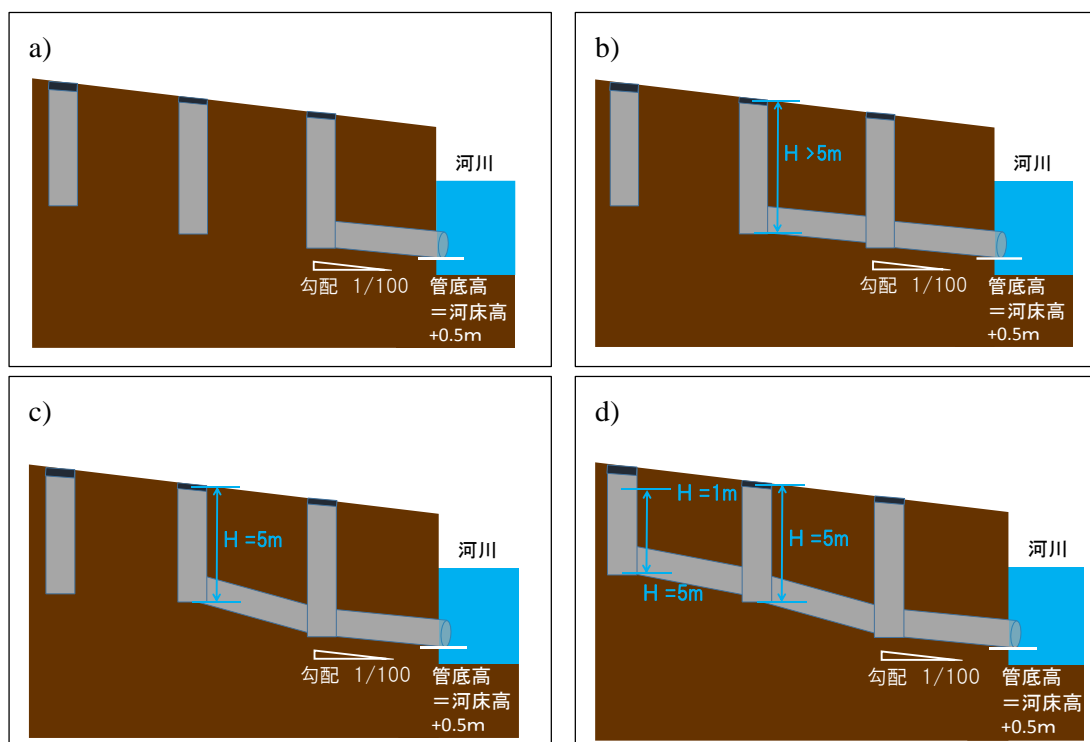 a)
河川
勾配 1/100
管底高
＝河床高
+0.5m
b)
H >5m
河川
勾配 1/100
管底高
＝河床高
+0.5m
c)
H =5m
河川
勾配 1/100
管底高
＝河床高
+0.5m
d)
H =1m
H =5m
H =5m
河川
勾配 1/100
管底高
＝河床高
+0.5m